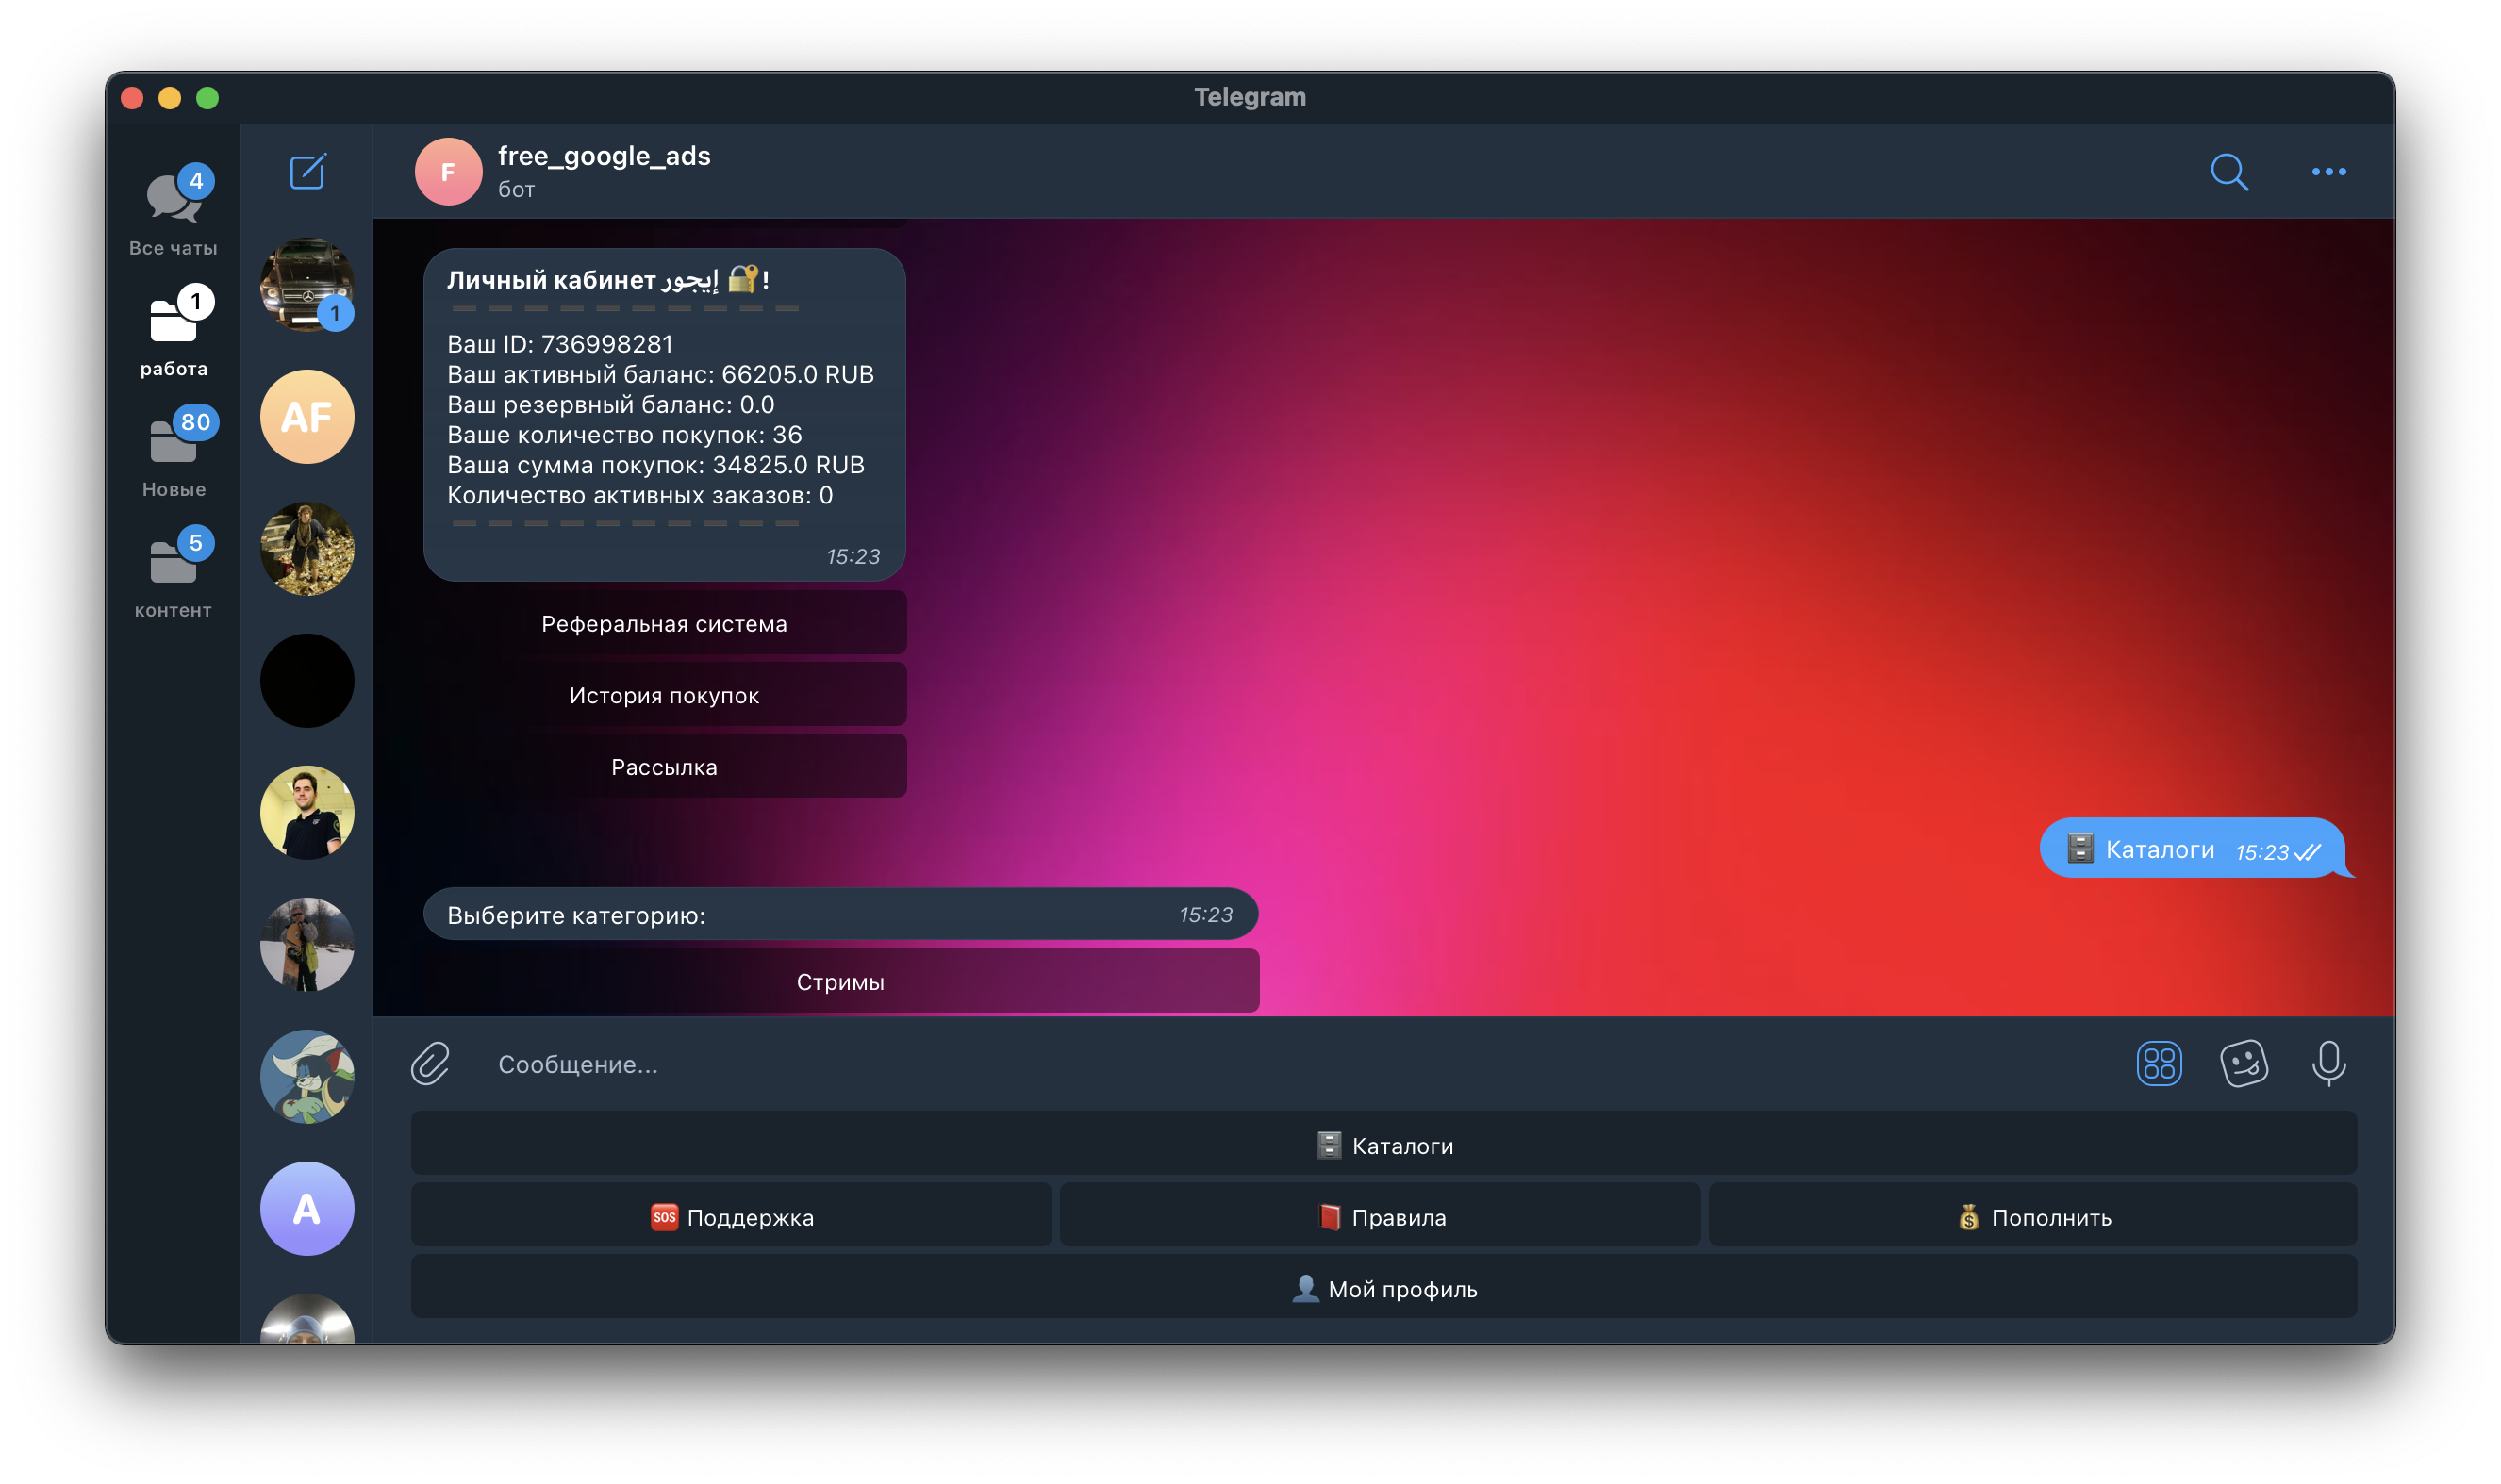 Telegram
4
Все чаты
1
работа
80
Новые
5
контент
1
AF
A
F
free_google_ads
бот
Личный кабинет إيجور 🔐!
Ваш ID: 736998281
Ваш активный баланс: 66205.0 RUB
Ваш резервный баланс: 0.0
Ваше количество покупок: 36
Ваша сумма покупок: 34825.0 RUB
Количество активных заказов: 0
15:23
Реферальная система
История покупок
Рассылка
🗄 Каталоги 15:23
Выберите категорию: 15:23
Стримы
Сообщение...
🗄 Каталоги
🆘 Поддержка
📕 Правила
💰 Пополнить
👤 Мой профиль